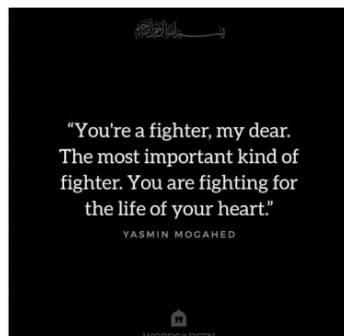 “You're a fighter, my dear.
The most important kind of
fighter. You are fighting for
the life of your heart.”
YASMIN MOGAHED